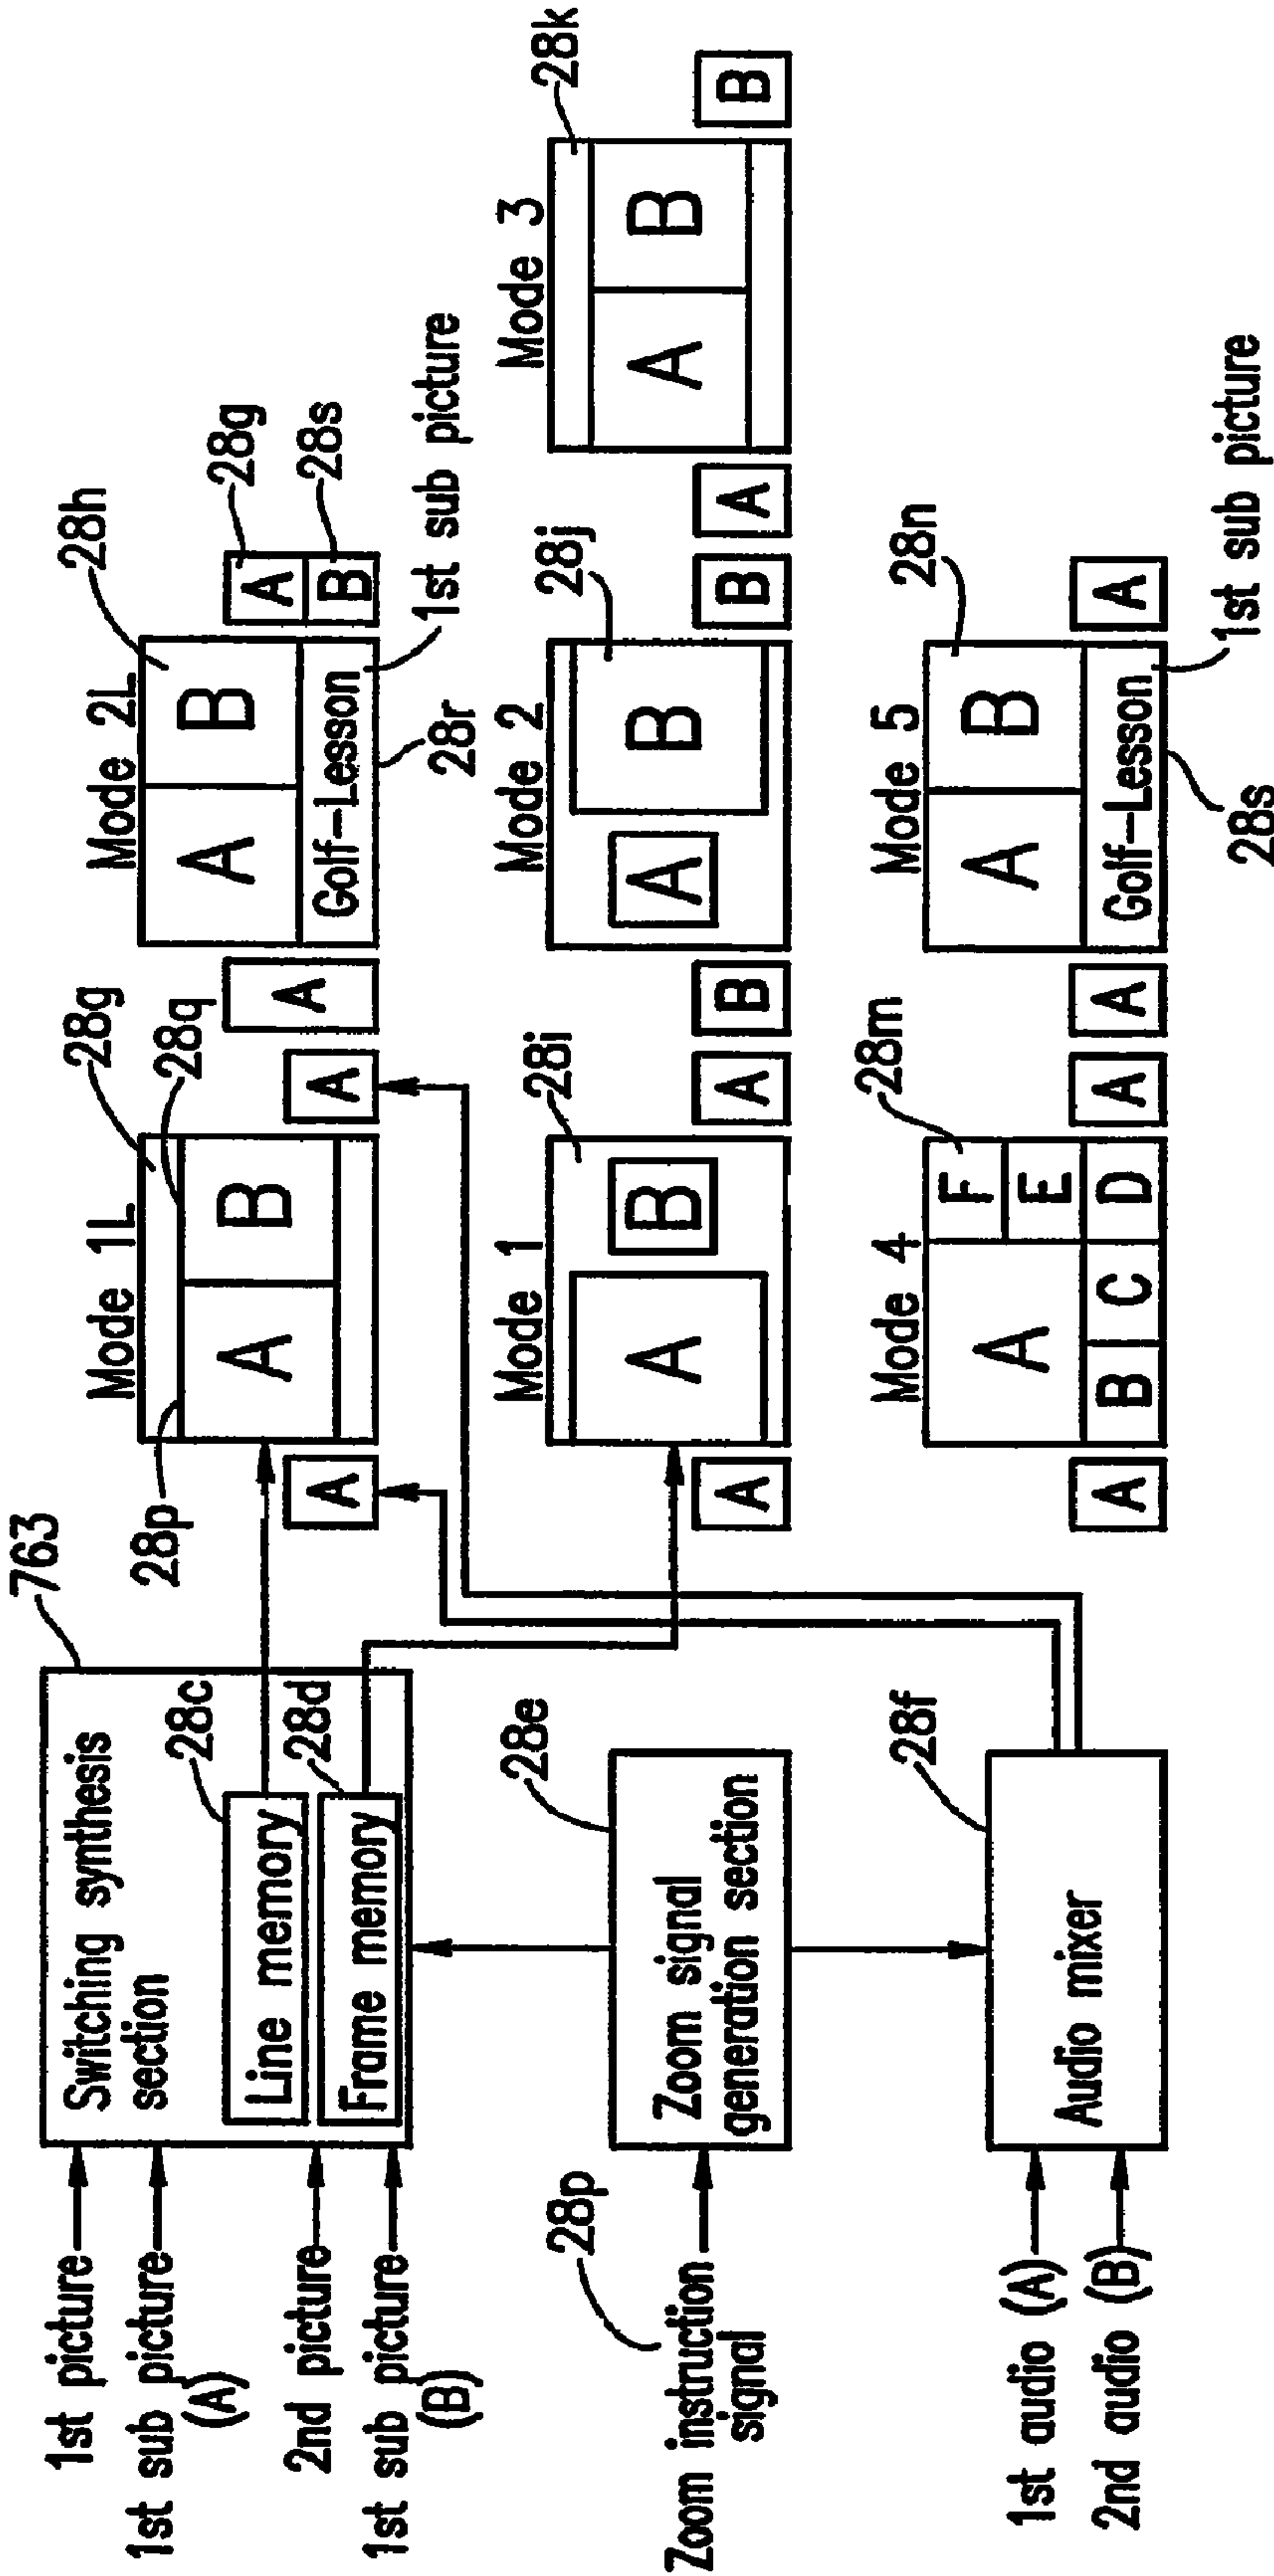 1st picture
1st sub picture
(A)
2nd picture
1st sub picture
(B)
Switching synthesis
section
763
Line memory
28c
Frame memory
28d
28p
Zoom instruction
signal
Zoom signal
generation section
28e
1st audio (A)
2nd audio (B)
Audio mixer
28f
Mode 1L
28g
28p
28q
A
B
A
A
Mode 2L
28h
A
B
Golf-Lesson
28r
1st sub picture
A
A
B
28g
28s
Mode 1
28i
A
B
A
A
Mode 2
28j
A
B
B
B
Mode 3
28k
A
B
A
B
Mode 4
28m
A
F
E
B
C
D
A
A
Mode 5
28n
A
B
Golf-Lesson
28s
1st sub picture
A
A